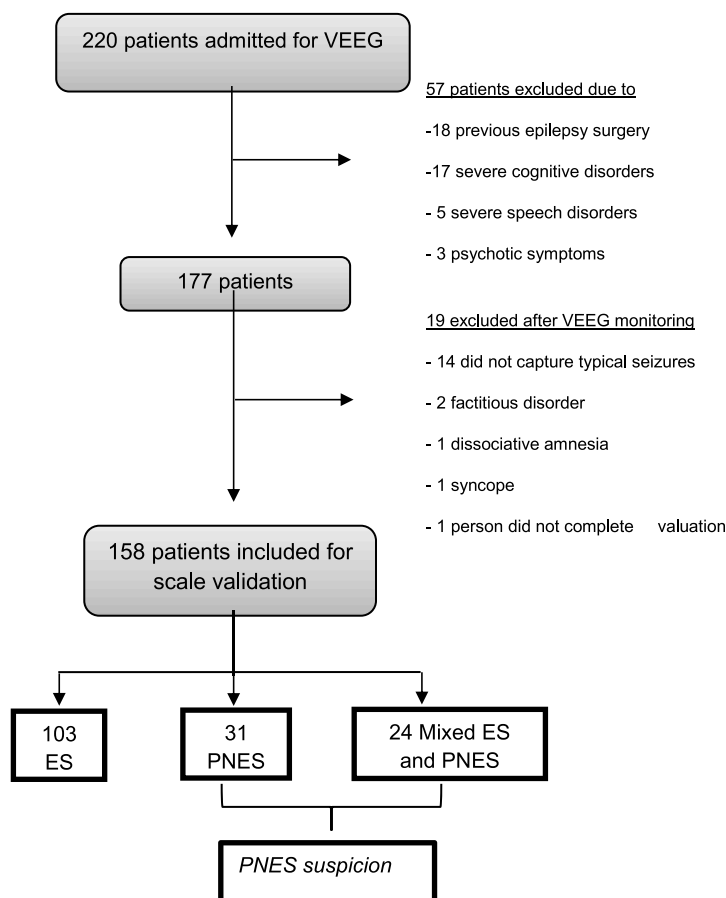 220 patients admitted for VEEG
57 patients excluded due to
-18 previous epilepsy surgery
-17 severe cognitive disorders
- 5 severe speech disorders
- 3 psychotic symptoms
177 patients
19 excluded after VEEG monitoring
- 14 did not capture typical seizures
- 2 factitious disorder
- 1 dissociative amnesia
- 1 syncope
- 1 person did not complete valuation
158 patients included for
scale validation
103
ES
31
PNES
24 Mixed ES
and PNES
PNES suspicion